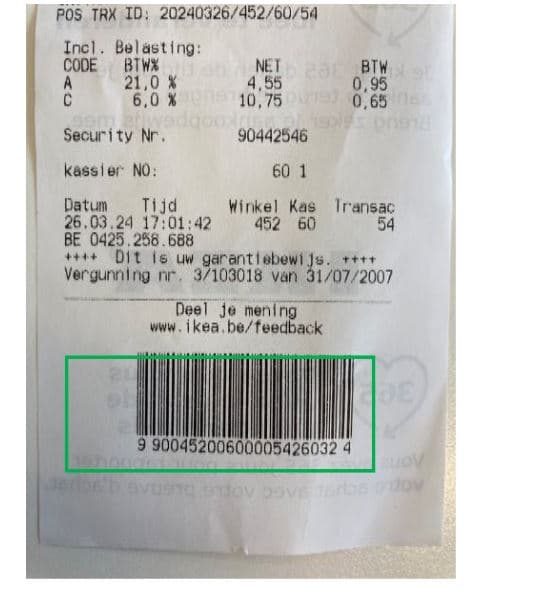 POS TRX ID: 20240326/452/60/54
Incl. Belasting:
CODE BTW% NET BTW
A 21,0 % 4,55 0,95
C 6,0 % 10,75 0,65
Security Nr. 90442546
kassier NO: 60 1
Datum Tijd Winkel Kas Transac
26.03.24 17:01:42 452 60 54
BE 0425.258.688
++++ Dit is uw garantiebewijs. ++++
Vergunning nr. 3/103018 van 31/07/2007
Deel je mening
www.ikea.be/feedback
9 90045200600005426032 4